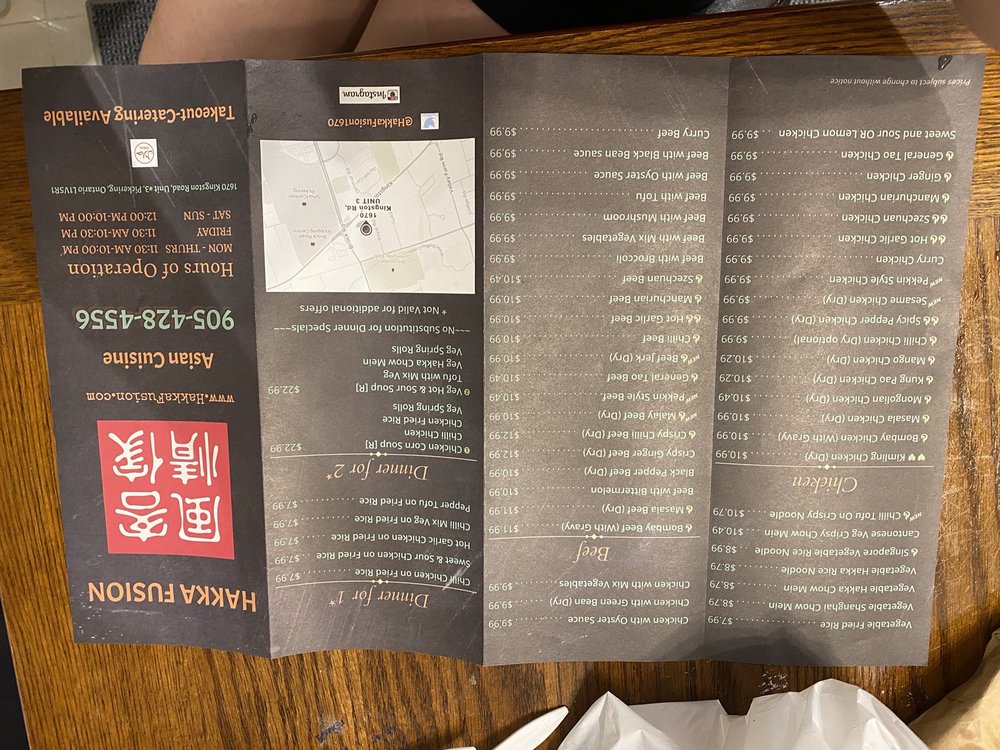 Vegetable Fried Rice $7.99
Vegetable Shanghai Chow Mein $8.79
Vegetable Hakka Chow Mein $8.79
Vegetable Hakka Rice Noodle $8.79
Singapore Vegetable Rice Noodle $8.99
Cantonese Veg Crispy Chow Mein $10.49
NEW Chilli Tofu On Crispy Noodle $10.79
Chicken
Kimling Chicken (Dry) $10.99
Bombay Chicken (With Gravy) $10.99
Masala Chicken (Dry) $10.99
Mongolian Chicken (Dry) $10.49
Kung Pao Chicken (Dry) $10.29
Mango Chicken (Dry) $10.29
Chilli Chicken (Dry optional) $9.99
Spicy Pepper Chicken (Dry) $9.99
Sesame Chicken (Dry) $9.99
NEW Pekkin Style Chicken $9.99
Curry Chicken $9.99
Hot Garlic Chicken $9.99
Szechuan Chicken $9.99
Manchurian Chicken $9.99
Ginger Chicken $9.99
General Tao Chicken $9.99
Sweet and Sour OR Lemon Chicken $9.99
Prices subject to change without notice
Chicken with Oyster Sauce $9.99
Chicken with Green Bean (Dry) $9.99
Chicken with Mix Vegetables $9.99
Beef
Bombay Beef (With Gravy) $11.99
Masala Beef (Dry) $11.99
Beef with Bittermelon $10.99
Black Pepper Beef (Dry) $10.99
Crispy Ginger Beef (Dry) $12.99
Crispy Chilli Beef (Dry) $12.99
NEW Malay Beef (Dry) $10.99
NEW Pekkin Style Beef $10.49
General Tao Beef $10.49
NEW Beef Jerk (Dry) $10.99
Chilli Beef $10.99
Hot Garlic Beef $10.99
Manchurian Beef $10.99
Szechuan Beef $10.49
Beef with Broccoli $9.99
Beef with Mix Vegetables $9.99
Beef with Mushroom $9.99
Beef with Tofu $9.99
Beef with Oyster Sauce $9.99
Beef with Black Bean sauce $9.99
Curry Beef $9.99
Dinner for 1*
Chilli Chicken on Fried Rice $7.99
Sweet & Sour Chicken on Fried Rice $7.99
Hot Garlic Chicken on Fried Rice $7.99
Chilli Mix Veg on Fried Rice $7.99
Pepper Tofu on Fried Rice $7.99
Dinner for 2*
Chicken Corn Soup [R] $22.99
Chilli Chicken
Chicken Fried Rice
Veg Spring Rolls
Veg Hot & Sour Soup [R] $22.99
Tofu with Mix Veg
Veg Hakka Chow Mein
Veg Spring Rolls
~~~No Substitution for Dinner Specials~~~
* Not Valid for additional offers
1670
Kingston Rd,
UNIT 3
@HakkaFusion1670
Instagram
HAKKA FUSION
客傢
風情
www.HakkaFusion.com
Asian Cuisine
905-428-4556
Hours of Operation
MON - THURS 11:30-AM-10:00 PM
FRIDAY 11:30 AM-10:30 PM
SAT - SUN 12:00 PM-10:00 PM
1670 Kingston Road, Unit #3, Pickering, Ontario L1V5R1
Takeout-Catering Available